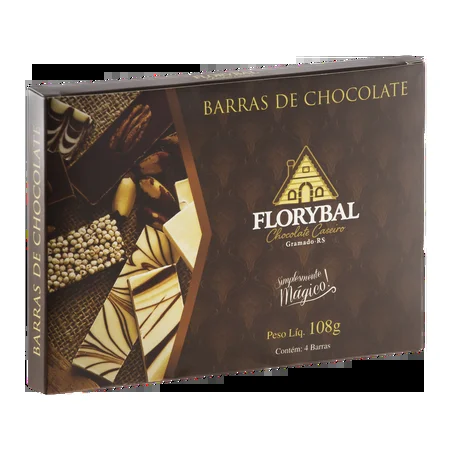 BARRAS DE CHOCOLATE
BARRAS DE CHOCOLATE
FLORYBAL
Chocolate Caseiro
Gramado-RS
Simplesmente
Mágico!
Peso Líq. 108g
Contém: 4 Barras